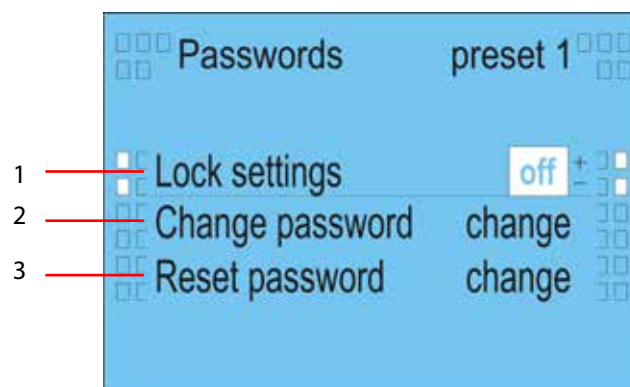 Passwords preset 1
1 Lock settings off + -
2 Change password change
3 Reset password change